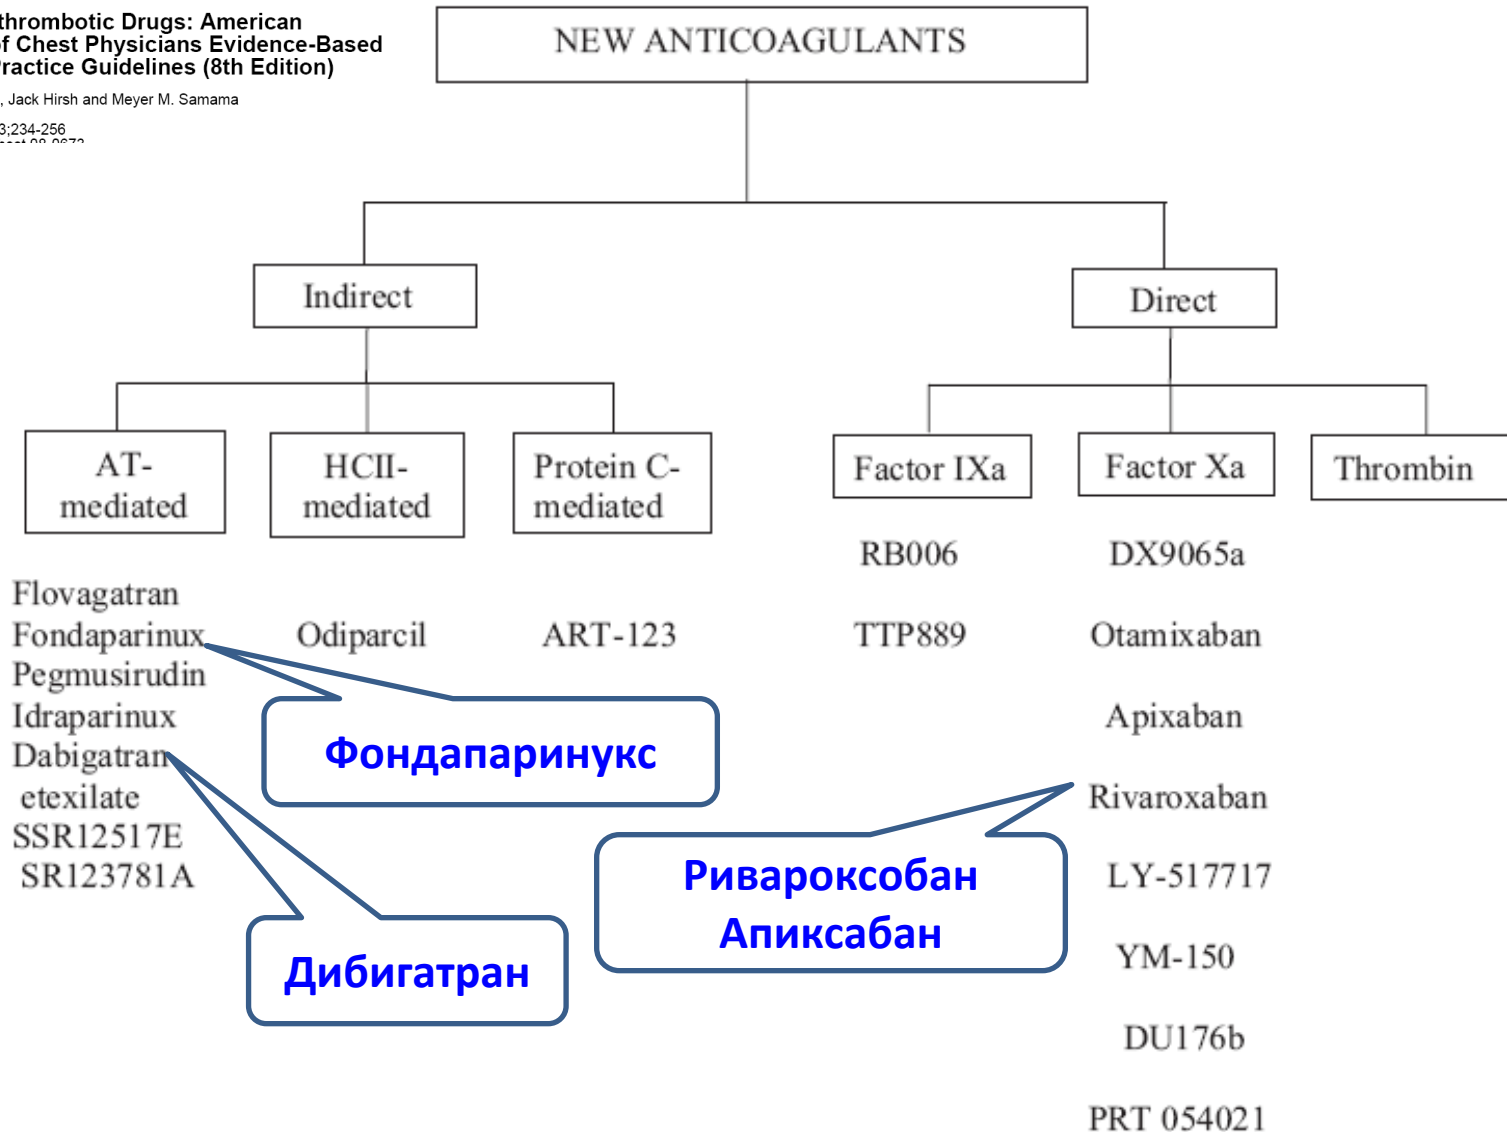 thrombotic Drugs: American
of Chest Physicians Evidence-Based
Practice Guidelines (8th Edition)
, Jack Hirsh and Meyer M. Samama
3;234-256
NEW ANTICOAGULANTS
Indirect
Direct
AT-
mediated
HCII-
mediated
Protein C-
mediated
Factor IXa
Factor Xa
Thrombin
Flovagatran
Fondaparinux
Pegmusirudin
Idraparinux
Dabigatran
etexilate
SSR12517E
SR123781A
Odiparcil
ART-123
RB006
TTP889
DX9065a
Otamixaban
Apixaban
Rivaroxaban
LY-517717
YM-150
DU176b
PRT 054021
Фондапаринукс
Дибигатран
Ривароксобан
Апиксабан